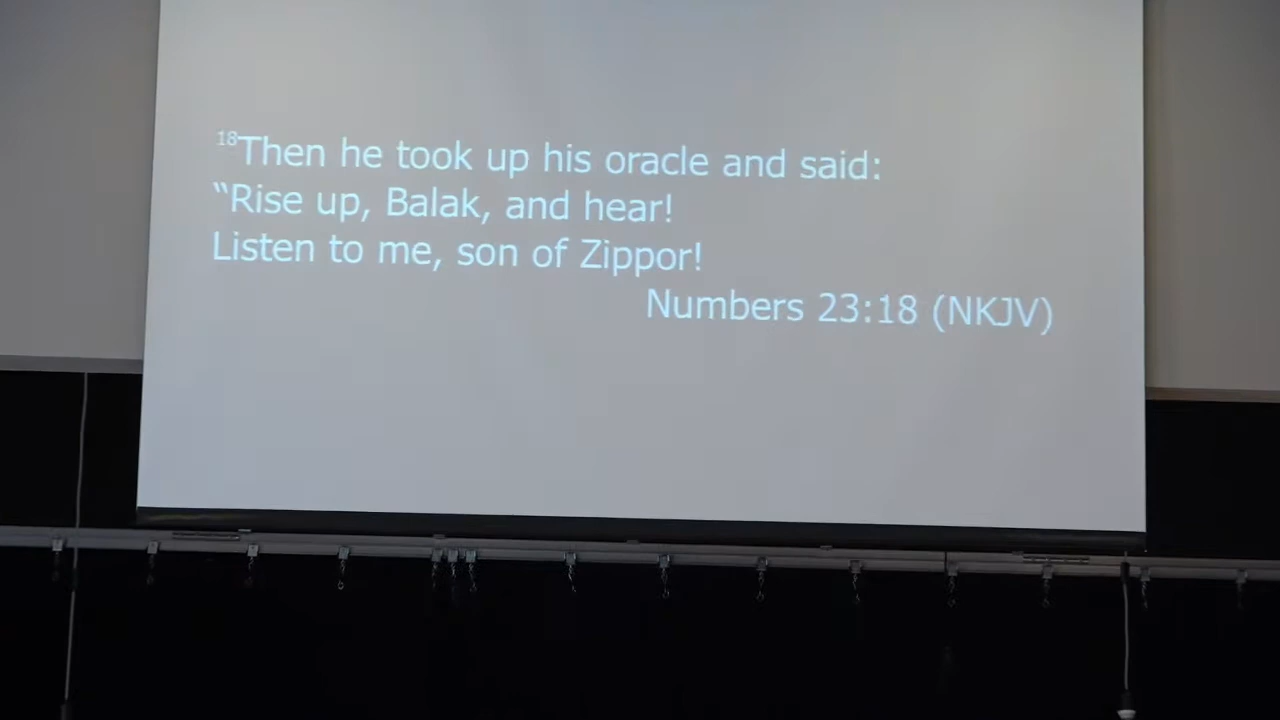 18Then he took up his oracle and said:
“Rise up, Balak, and hear!
Listen to me, son of Zippor!
Numbers 23:18 (NKJV)